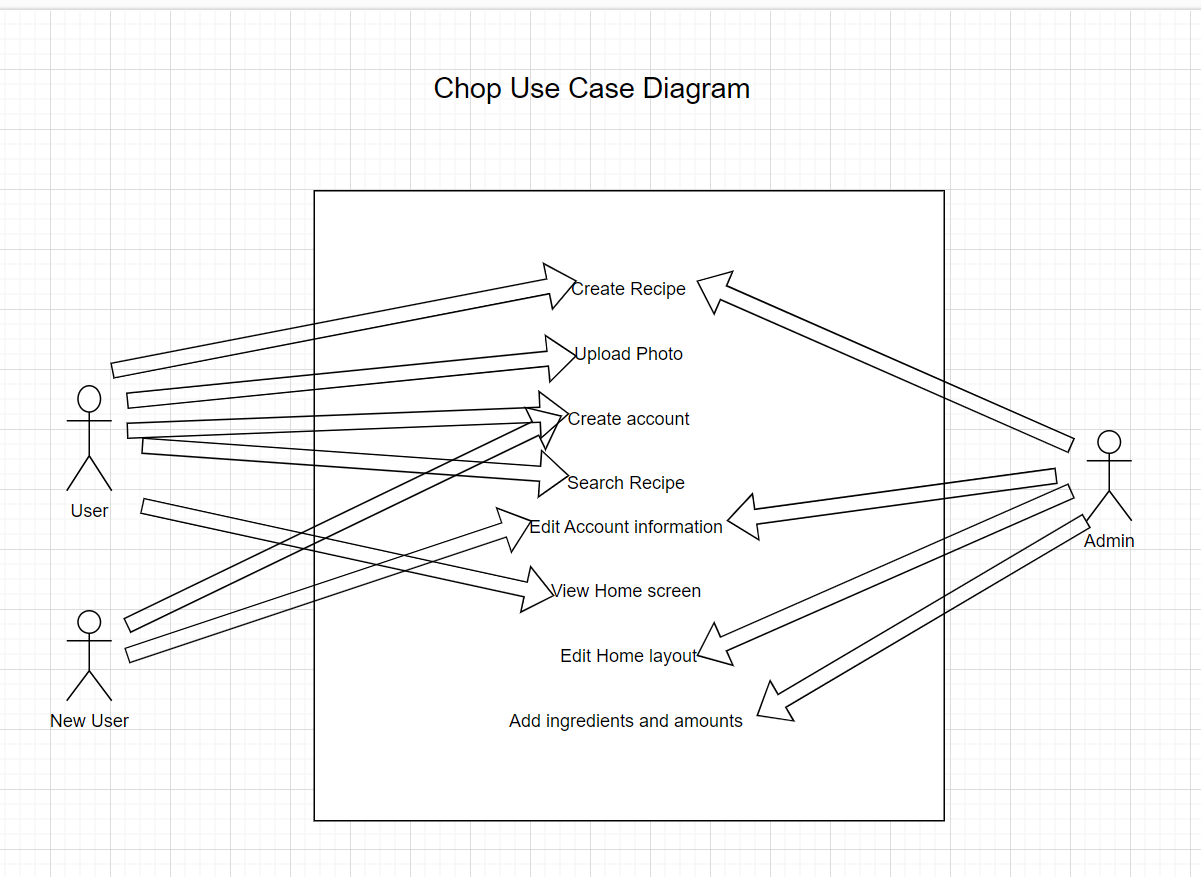 Chop Use Case Diagram
Create Recipe
Upload Photo
Create account
Search Recipe
User
Edit Account information
Admin
View Home screen
Edit Home layout
New User
Add ingredients and amounts